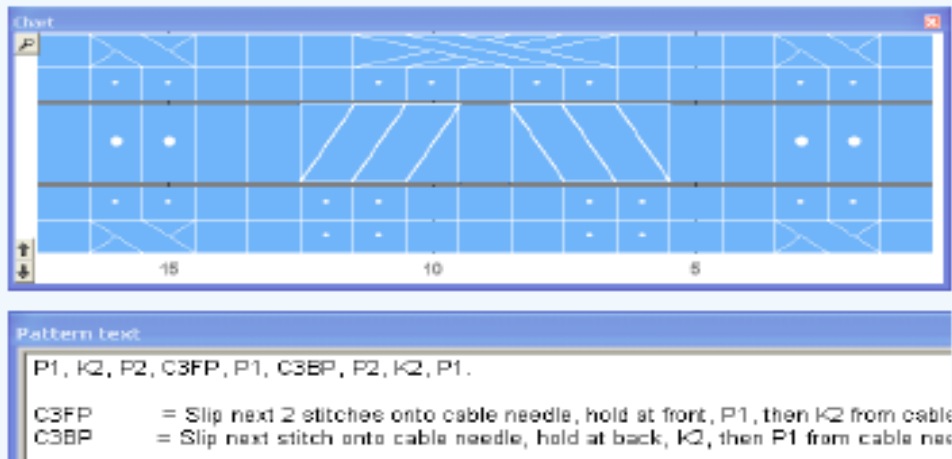 Chart
15 10 5
Pattern text
P1, K2, P2, C3FP, P1, C3BP, P2, K2, P1.
C3FP = Slip next 2 stitches onto cable needle, hold at front, P1, then K2 from cable
C3BP = Slip next stitch onto cable needle, hold at back, K2, then P1 from cable nee